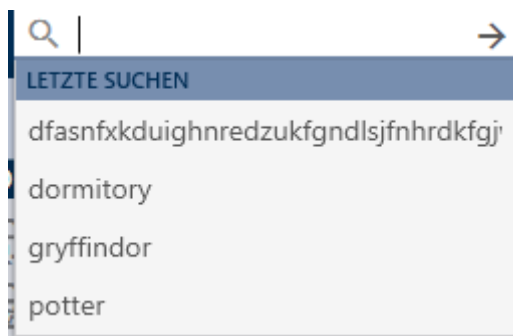 LETZTE SUCHEN
dfasnfxkduighnredzukfgndlsjfnhrdkfgj
dormitory
gryffindor
potter